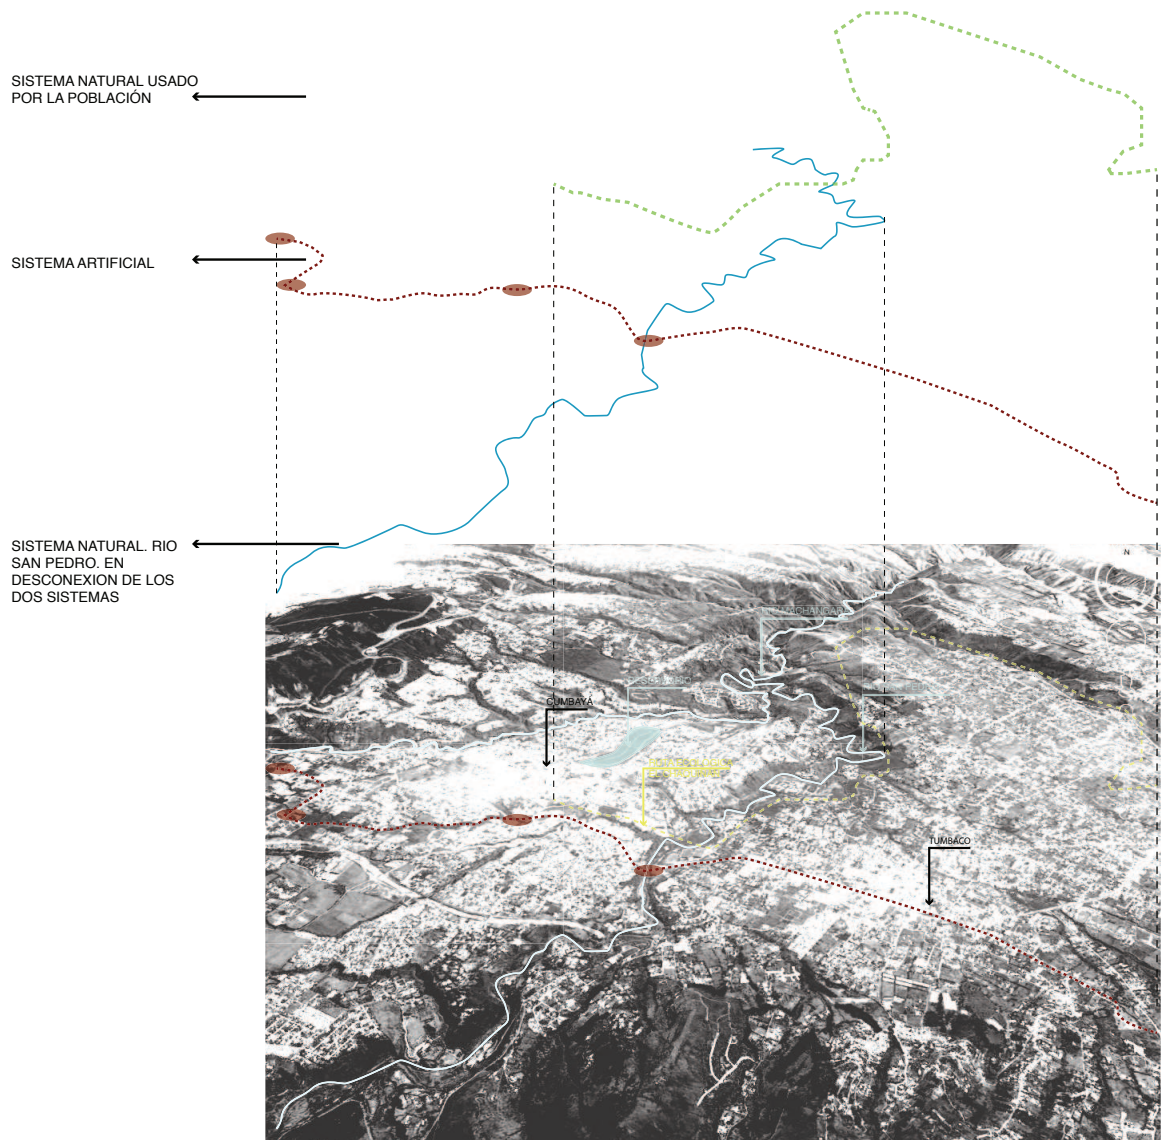 SISTEMA NATURAL USADO
POR LA POBLACIÓN
SISTEMA ARTIFICIAL
SISTEMA NATURAL. RIO
SAN PEDRO. EN
DESCONEXION DE LOS
DOS SISTEMAS
N
CUMBAYÁ
TUMBACO